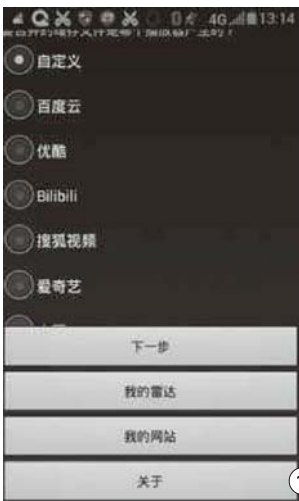 4G 13:14
自定义
百度云
优酷
Bilibili
搜狐视频
爱奇艺
下一步
我的雷达
我的网站
关于